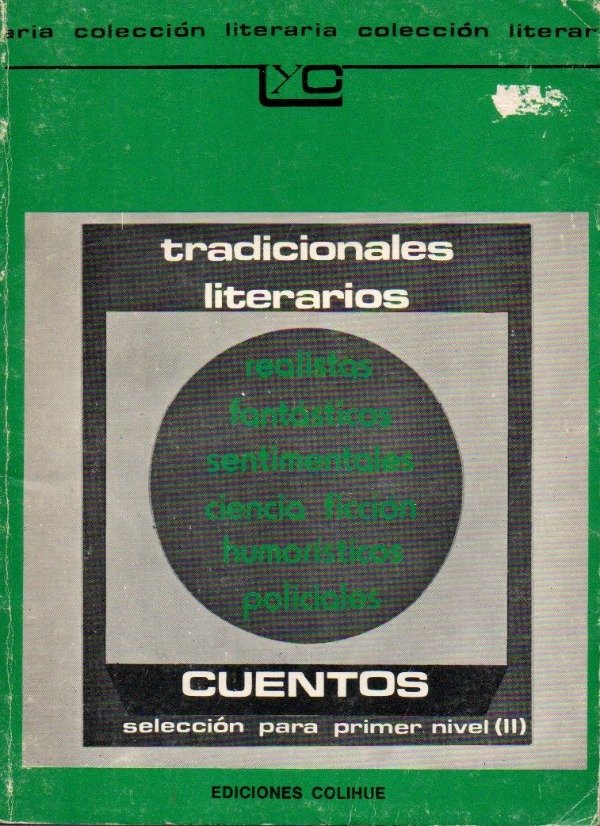 aria colección literaria colección literar
LYC
tradicionales
literarios
realistas
fantásticos
sentimentales
ciencia ficción
humorísticos
policiales
CUENTOS
selección para primer nivel (II)
EDICIONES COLIHUE